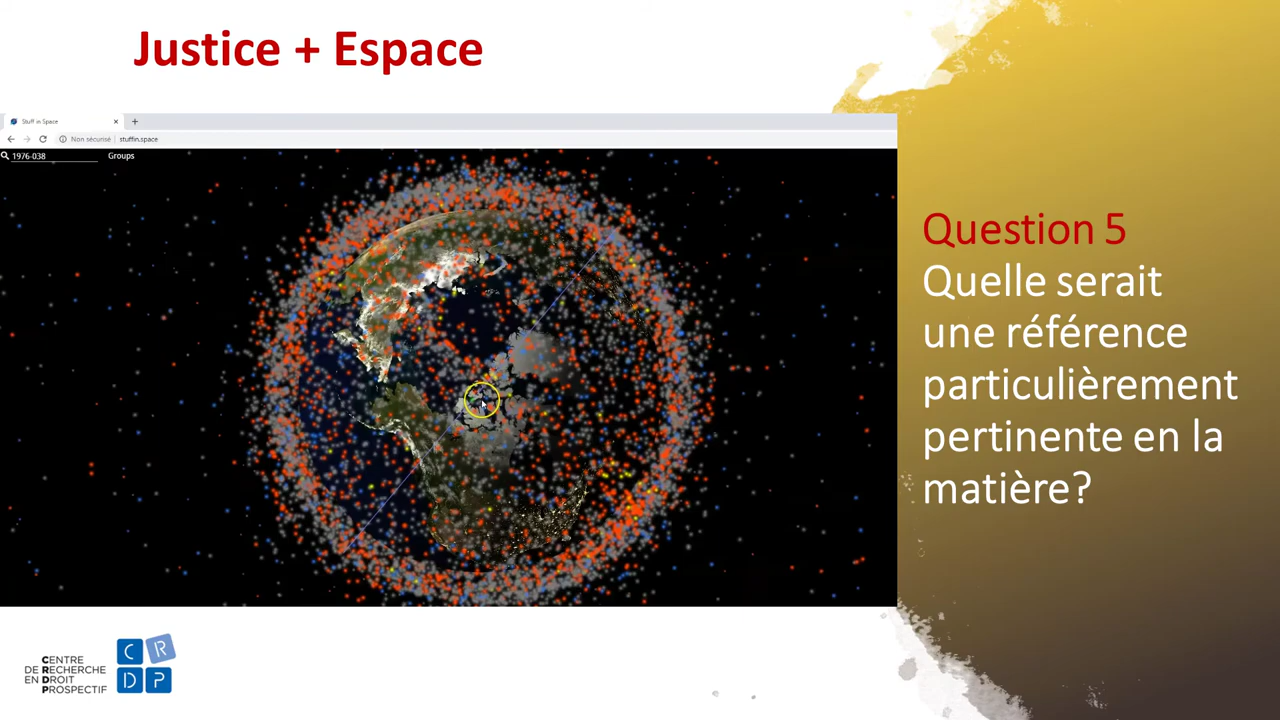 Justice + Espace
Stuff in Space
Non sécurisé
stuffin.space
1976-038
Groups
Question 5
Quelle serait
une référence
particulièrement
pertinente en la
matière?
CENTRE
DE RECHERCHE
EN DROIT
PROSPECTIF
C R
D P